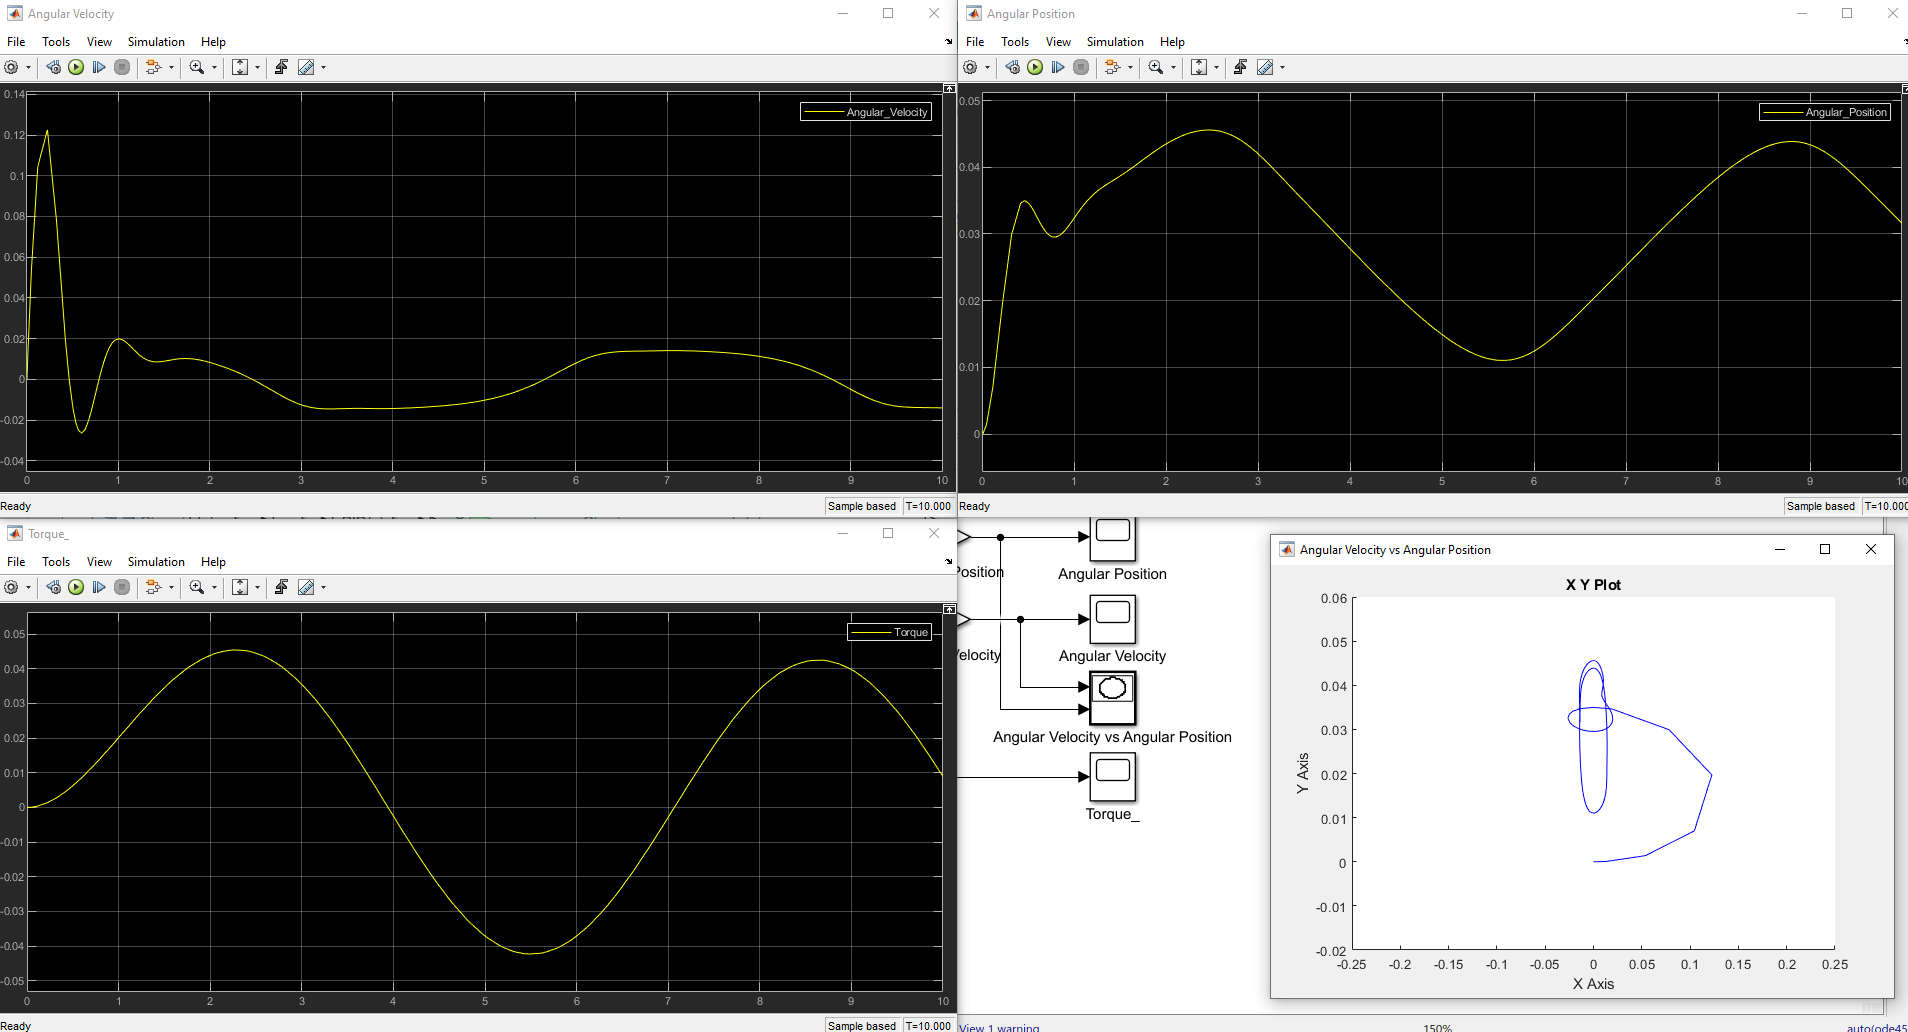 Angular Velocity
File Tools View Simulation Help
0.14
0.12
0.1
0.08
0.06
0.04
0.02
0
-0.02
-0.04
Angular_Velocity
0 1 2 3 4 5 6 7 8 9 10
Ready
Sample based T=10.000
Angular Position
File Tools View Simulation Help
0.05
0.04
0.03
0.02
0.01
0
Angular_Position
0 1 2 3 4 5 6 7 8 9 10
Ready
Sample based T=10.000
Torque_
File Tools View Simulation Help
0.05
0.04
0.03
0.02
0.01
0
-0.01
-0.02
-0.03
-0.04
-0.05
Torque
0 1 2 3 4 5 6 7 8 9 10
Ready
Sample based T=10.000
Position
Angular Position
Velocity
Angular Velocity
Angular Velocity vs Angular Position
Torque_
Angular Velocity vs Angular Position
X Y Plot
0.06
0.05
0.04
0.03
0.02
0.01
0
-0.01
-0.02
Y Axis
-0.25 -0.2 -0.15 -0.1 -0.05 0 0.05 0.1 0.15 0.2 0.25
X Axis
View 1 warning
150%
auto(ode45